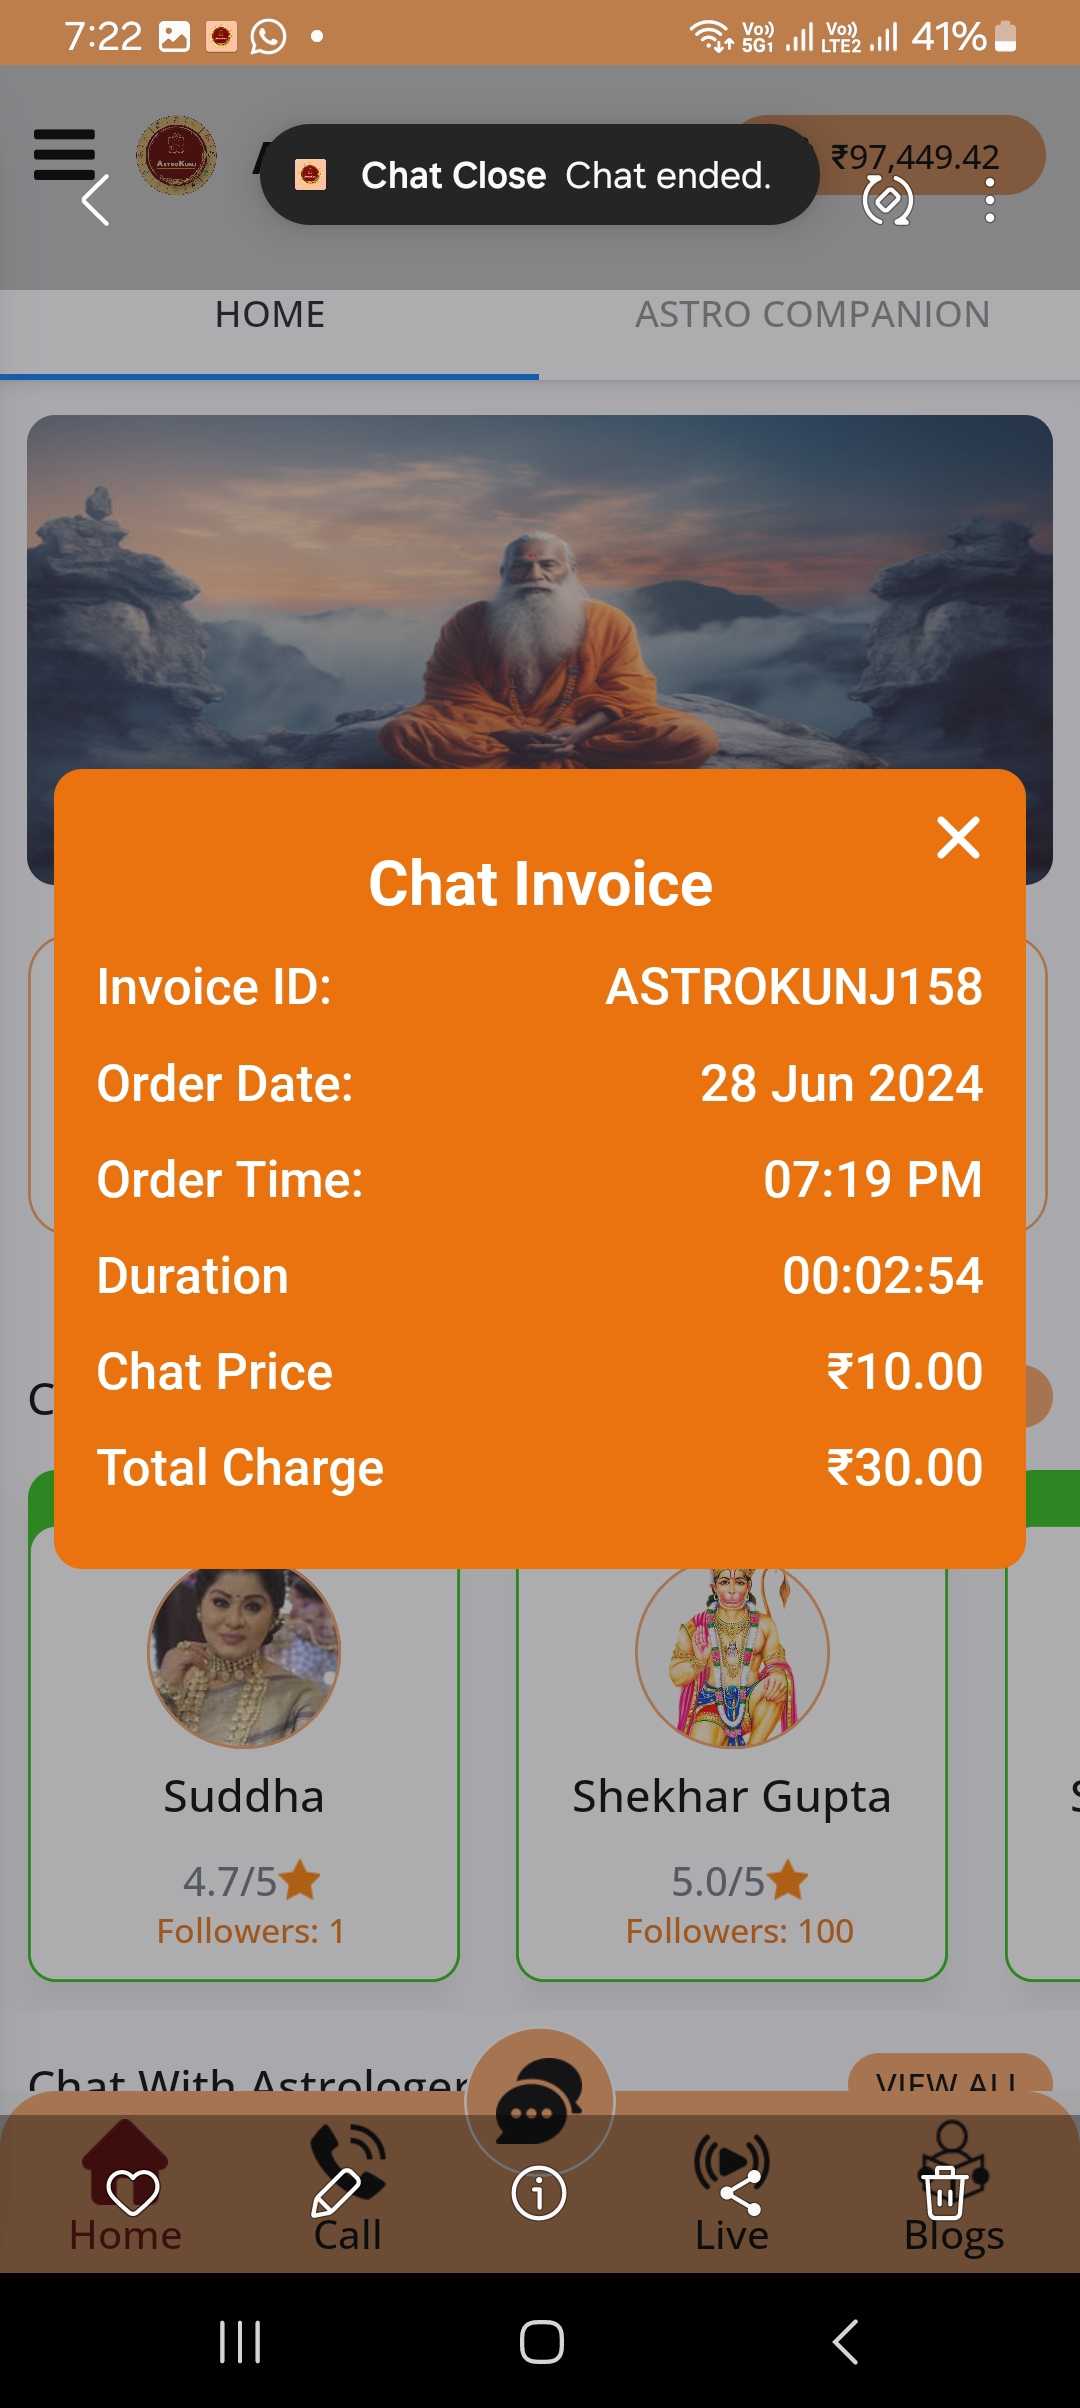 7:22
Vo)) 5G1 Vo)) LTE2 41%
ASTROKUNJ
Chat Close Chat ended.
₹97,449.42
HOME
ASTRO COMPANION
Chat Invoice
Invoice ID: ASTROKUNJ158
Order Date: 28 Jun 2024
Order Time: 07:19 PM
Duration 00:02:54
Chat Price ₹10.00
Total Charge ₹30.00
Suddha
4.7/5
Followers: 1
Shekhar Gupta
5.0/5
Followers: 100
Chat With Astrologer
VIEW ALL
Home
Call
Live
Blogs